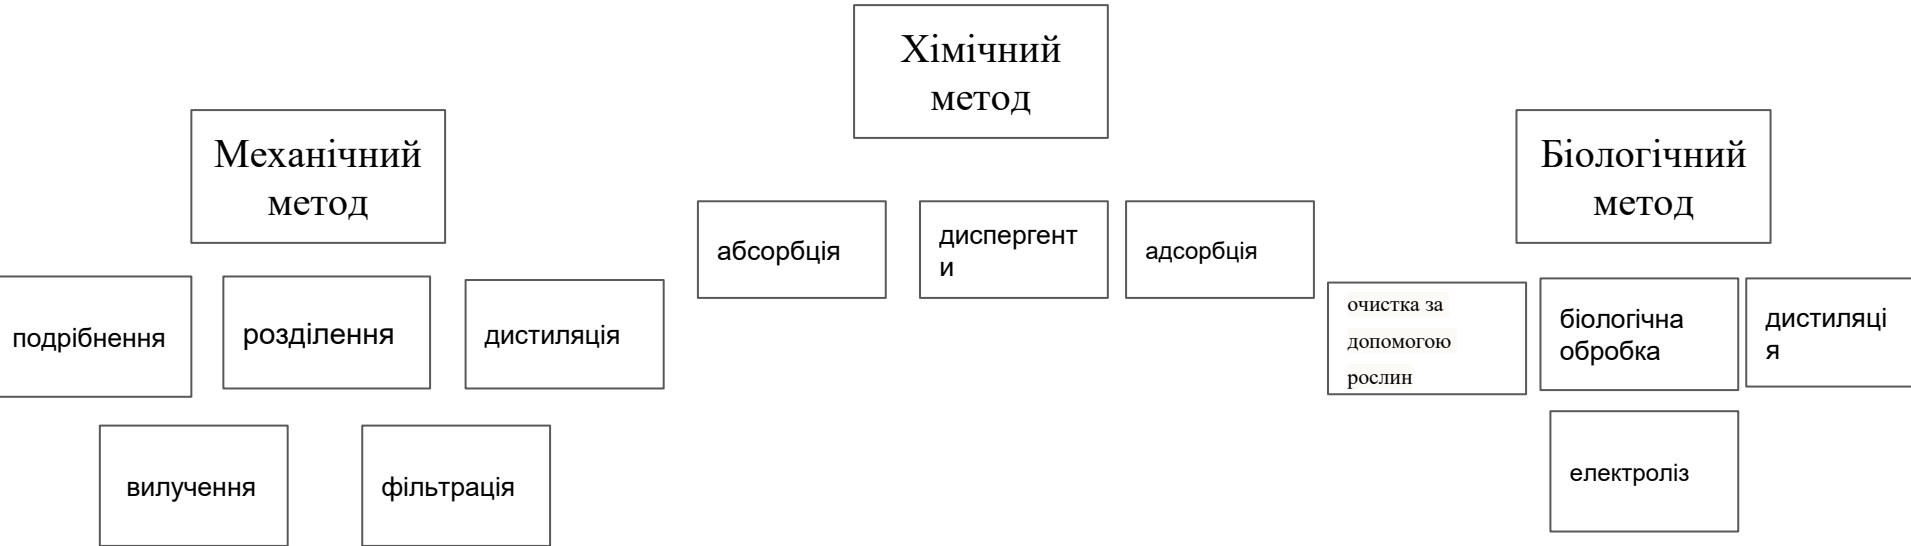 Хімічний
метод
Механічний
метод
Біологічний
метод
абсорбція
диспергент
и
адсорбція
подрібнення
розділення
дистиляція
очистка за
допомогою
рослин
біологічна
обробка
дистиляці
я
вилучення
фільтрація
електроліз